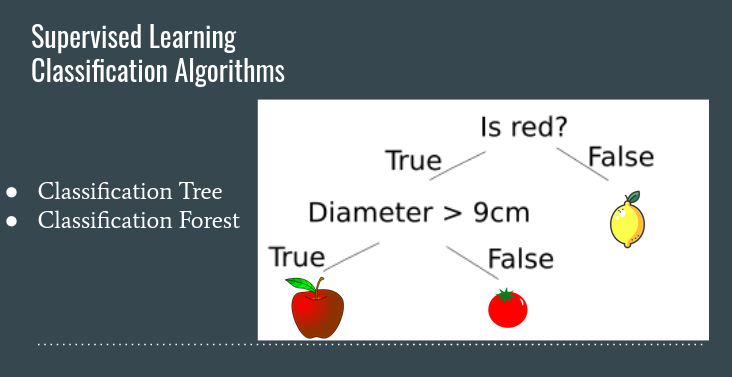 Supervised Learning
Classification Algorithms
● Classification Tree
● Classification Forest
Is red?
True
False
Diameter > 9cm
True
False